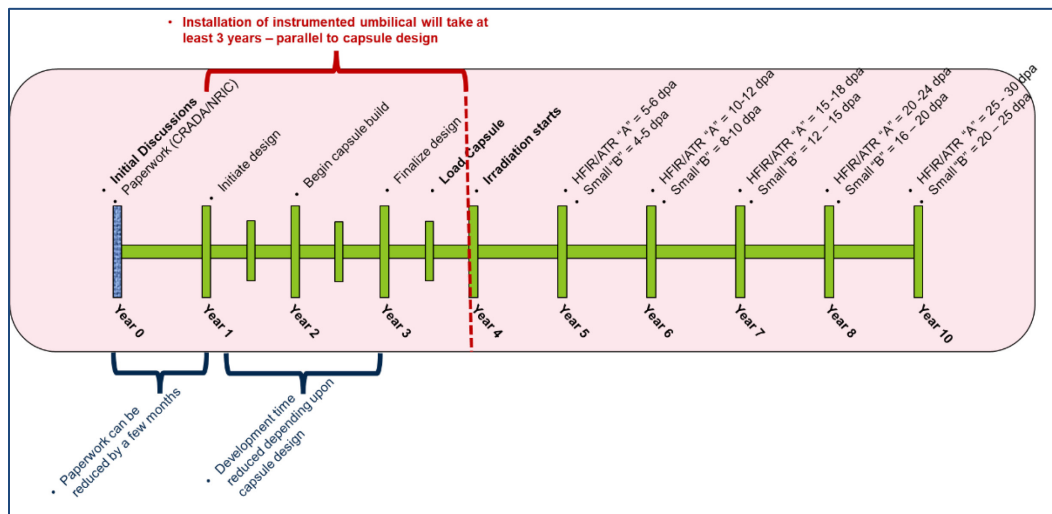 • Installation of instrumented umbilical will take at
least 3 years – parallel to capsule design
• Initial Discussions
• Paperwork (CRADA/NRIC)
• Initiate design
• Begin capsule build
• Finalize design
• Load Capsule
• Irradiation starts
• HFIR/ATR "A" = 5-6 dpa
• Small "B" = 4-5 dpa
• HFIR/ATR "A" = 10-12 dpa
• Small "B" = 8-10 dpa
• HFIR/ATR "A" = 15 -18 dpa
• Small "B" = 12 – 15 dpa
• HFIR/ATR "A" = 20 -24 dpa
• Small "B" = 16 – 20 dpa
• HFIR/ATR "A" = 25 - 30 dpa
• Small "B" = 20 – 25 dpa
Year 0
Year 1
Year 2
Year 3
Year 4
Year 5
Year 6
Year 7
Year 8
Year 10
• Paperwork can be
reduced by a few months
• Development time
reduced depending upon
capsule design